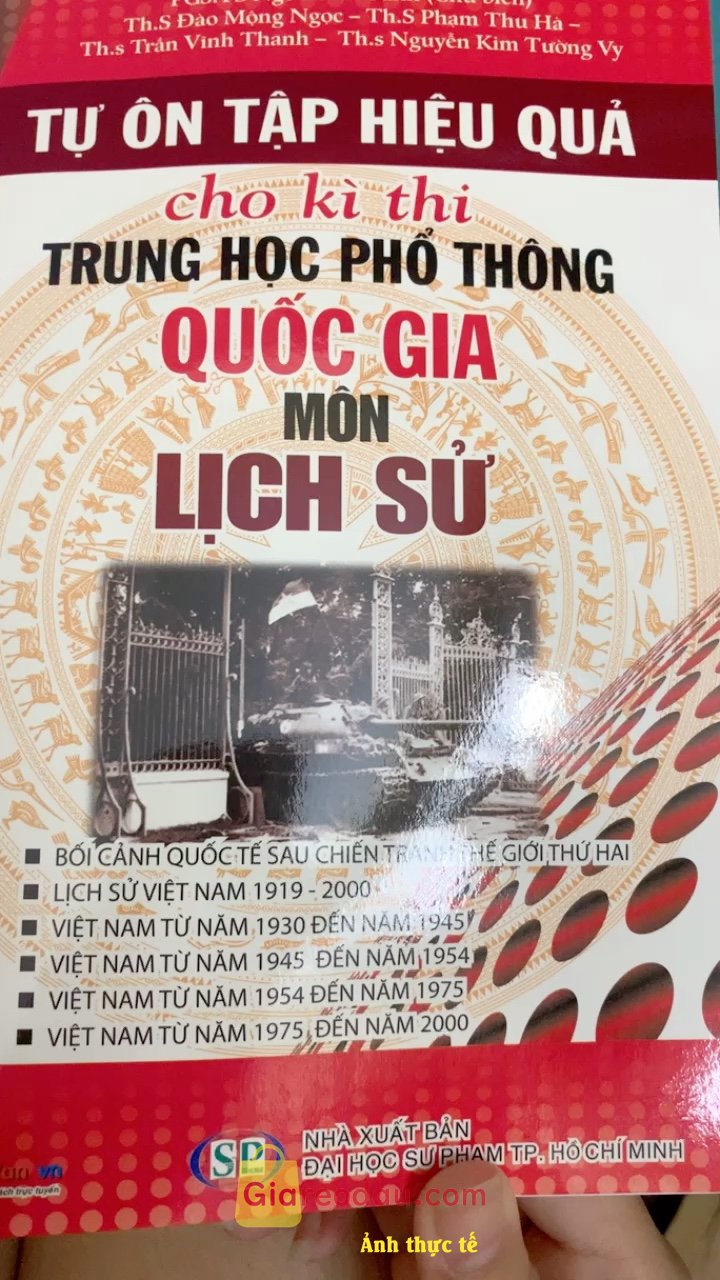 Th.S Đào Mộng Ngọc – Th.S Phạm Thu Hà –
Th.s Trần Vĩnh Thanh – Th.s Nguyễn Kim Tường Vy
TỰ ÔN TẬP HIỆU QUẢ
cho kì thi
TRUNG HỌC PHỔ THÔNG
QUỐC GIA
MÔN
LỊCH SỬ
BỐI CẢNH QUỐC TẾ SAU CHIẾN TRANH THẾ GIỚI THỨ HAI
LỊCH SỬ VIỆT NAM 1919 - 2000
VIỆT NAM TỪ NĂM 1930 ĐẾN NĂM 1945
VIỆT NAM TỪ NĂM 1945 ĐẾN NĂM 1954
VIỆT NAM TỪ NĂM 1954 ĐẾN NĂM 1975
VIỆT NAM TỪ NĂM 1975 ĐẾN NĂM 2000
NHÀ XUẤT BẢN
ĐẠI HỌC SƯ PHẠM TP. HỒ CHÍ MINH
SP
trực tuyến
Giarepodau.com
Ảnh thực tế